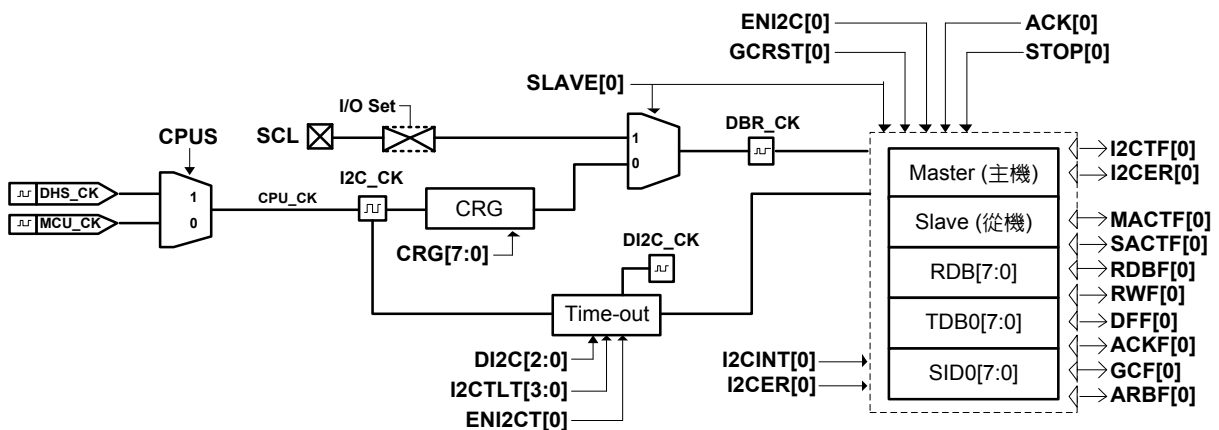 ENI2C[0] ACK[0]
GCRST[0] STOP[0]
SLAVE[0]
I/O Set
SCL
CPUS
DBR_CK
1
0
DHS_CK
MCU_CK
1
0
CPU_CK
I2C_CK
CRG
CRG[7:0]
DI2C_CK
Time-out
DI2C[2:0]
I2CTLT[3:0]
ENI2CT[0]
I2CINT[0]
I2CER[0]
Master (主機)
Slave (從機)
RDB[7:0]
TDB0[7:0]
SID0[7:0]
I2CTF[0]
I2CER[0]
MACTF[0]
SACTF[0]
RDBF[0]
RWF[0]
DFF[0]
ACKF[0]
GCF[0]
ARBF[0]